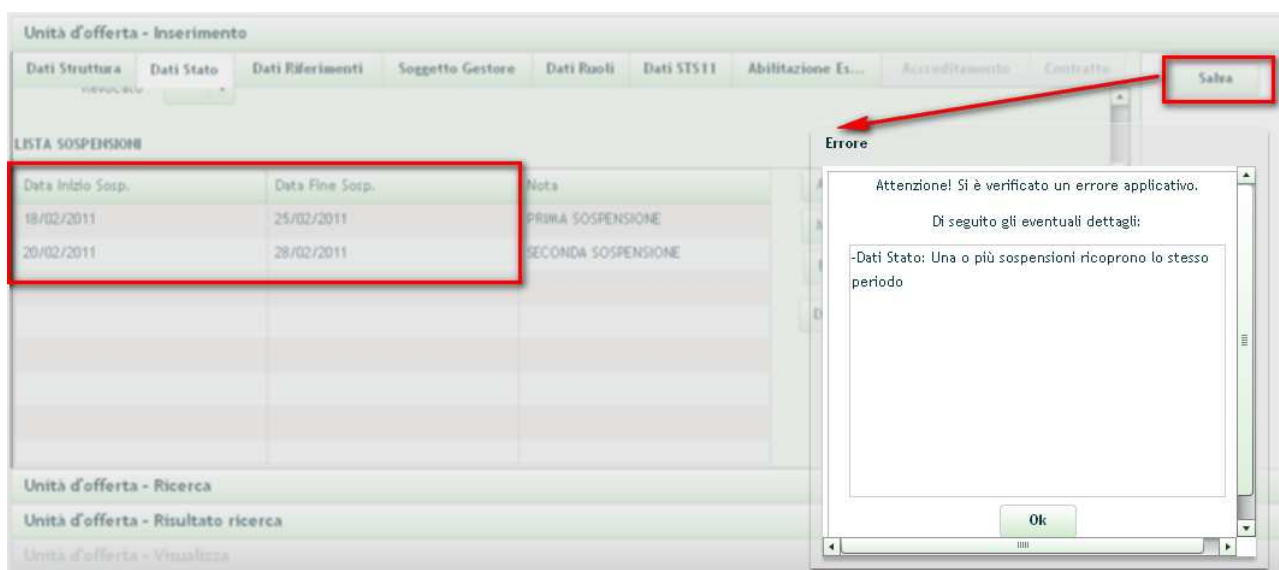 Unità d'offerta - Inserimento
Dati Struttura Dati Stato Dati Riferimenti Soggetto Gestore Dati Ruoli Dati STS11 Abilitazione Es... Accreditamento Contratto Salva
Revocato
LISTA SOSPENSIONI
Data Inizio Sosp. Data Fine Sosp. Nota
18/02/2011 25/02/2011 PRIMA SOSPENSIONE
20/02/2011 28/02/2011 SECONDA SOSPENSIONE
Errore
Attenzione! Si è verificato un errore applicativo.
Di seguito gli eventuali dettagli:
-Dati Stato: Una o più sospensioni ricoprono lo stesso
periodo
Ok
Unità d'offerta - Ricerca
Unità d'offerta - Risultato ricerca
Unità d'offerta - Visualizza